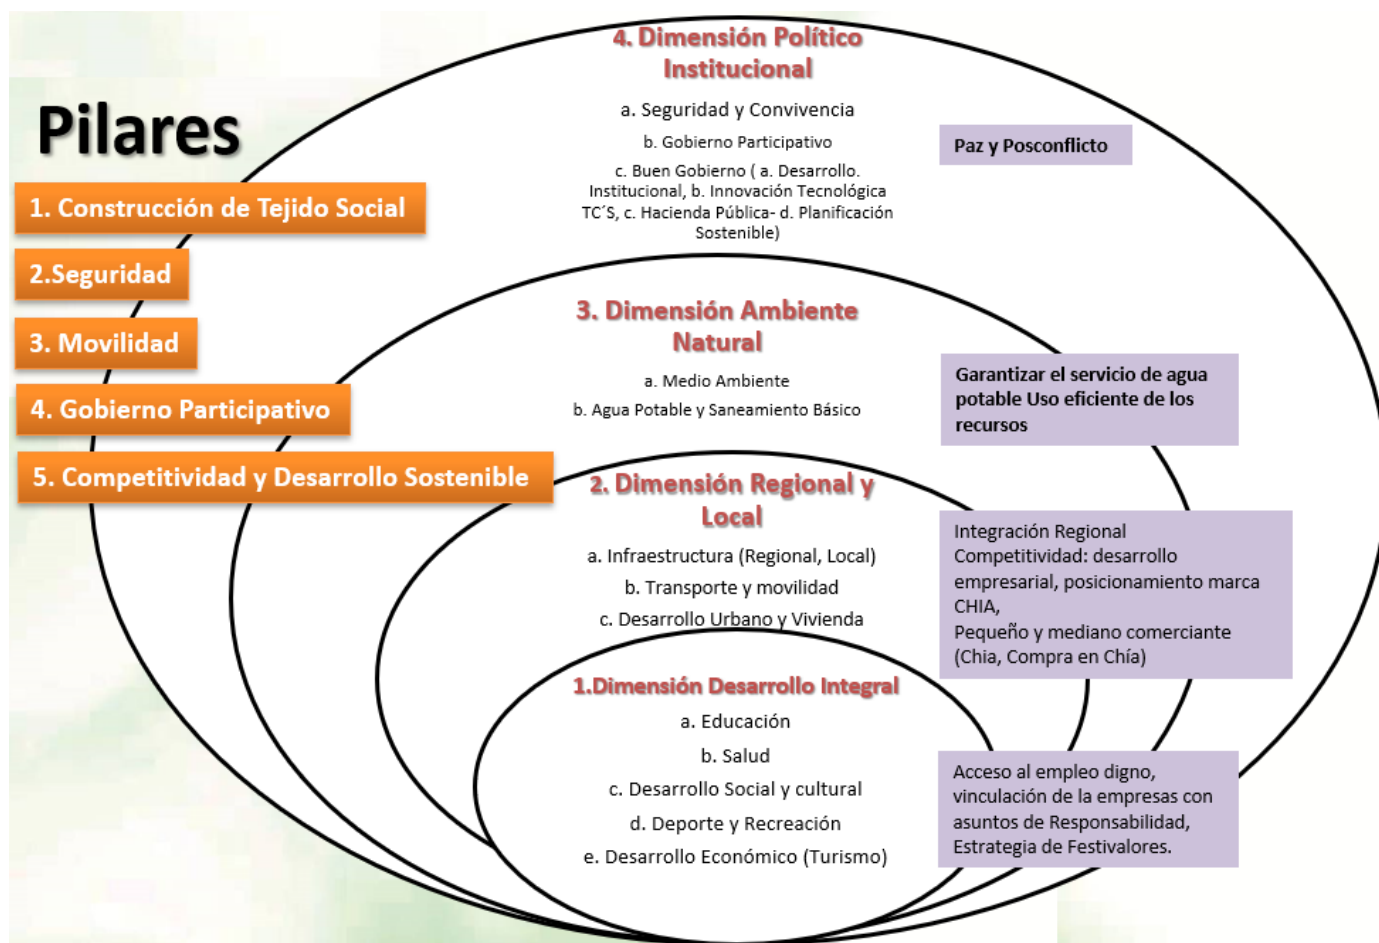 Pilares
1. Construcción de Tejido Social
2.Seguridad
3. Movilidad
4. Gobierno Participativo
5. Competitividad y Desarrollo Sostenible
4. Dimensión Político
Institucional
a. Seguridad y Convivencia
b. Gobierno Participativo
c. Buen Gobierno ( a. Desarrollo.
Institucional, b. Innovación Tecnológica
TC´S, c. Hacienda Pública- d. Planificación
Sostenible)
Paz y Posconflicto
3. Dimensión Ambiente
Natural
a. Medio Ambiente
b. Agua Potable y Saneamiento Básico
Garantizar el servicio de agua
potable Uso eficiente de los
recursos
2. Dimensión Regional y
Local
a. Infraestructura (Regional, Local)
b. Transporte y movilidad
c. Desarrollo Urbano y Vivienda
Integración Regional
Competitividad: desarrollo
empresarial, posicionamiento marca
CHIA,
Pequeño y mediano comerciante
(Chia, Compra en Chía)
1.Dimensión Desarrollo Integral
a. Educación
b. Salud
c. Desarrollo Social y cultural
d. Deporte y Recreación
e. Desarrollo Económico (Turismo)
Acceso al empleo digno,
vinculación de la empresas con
asuntos de Responsabilidad,
Estrategia de Festivalores.